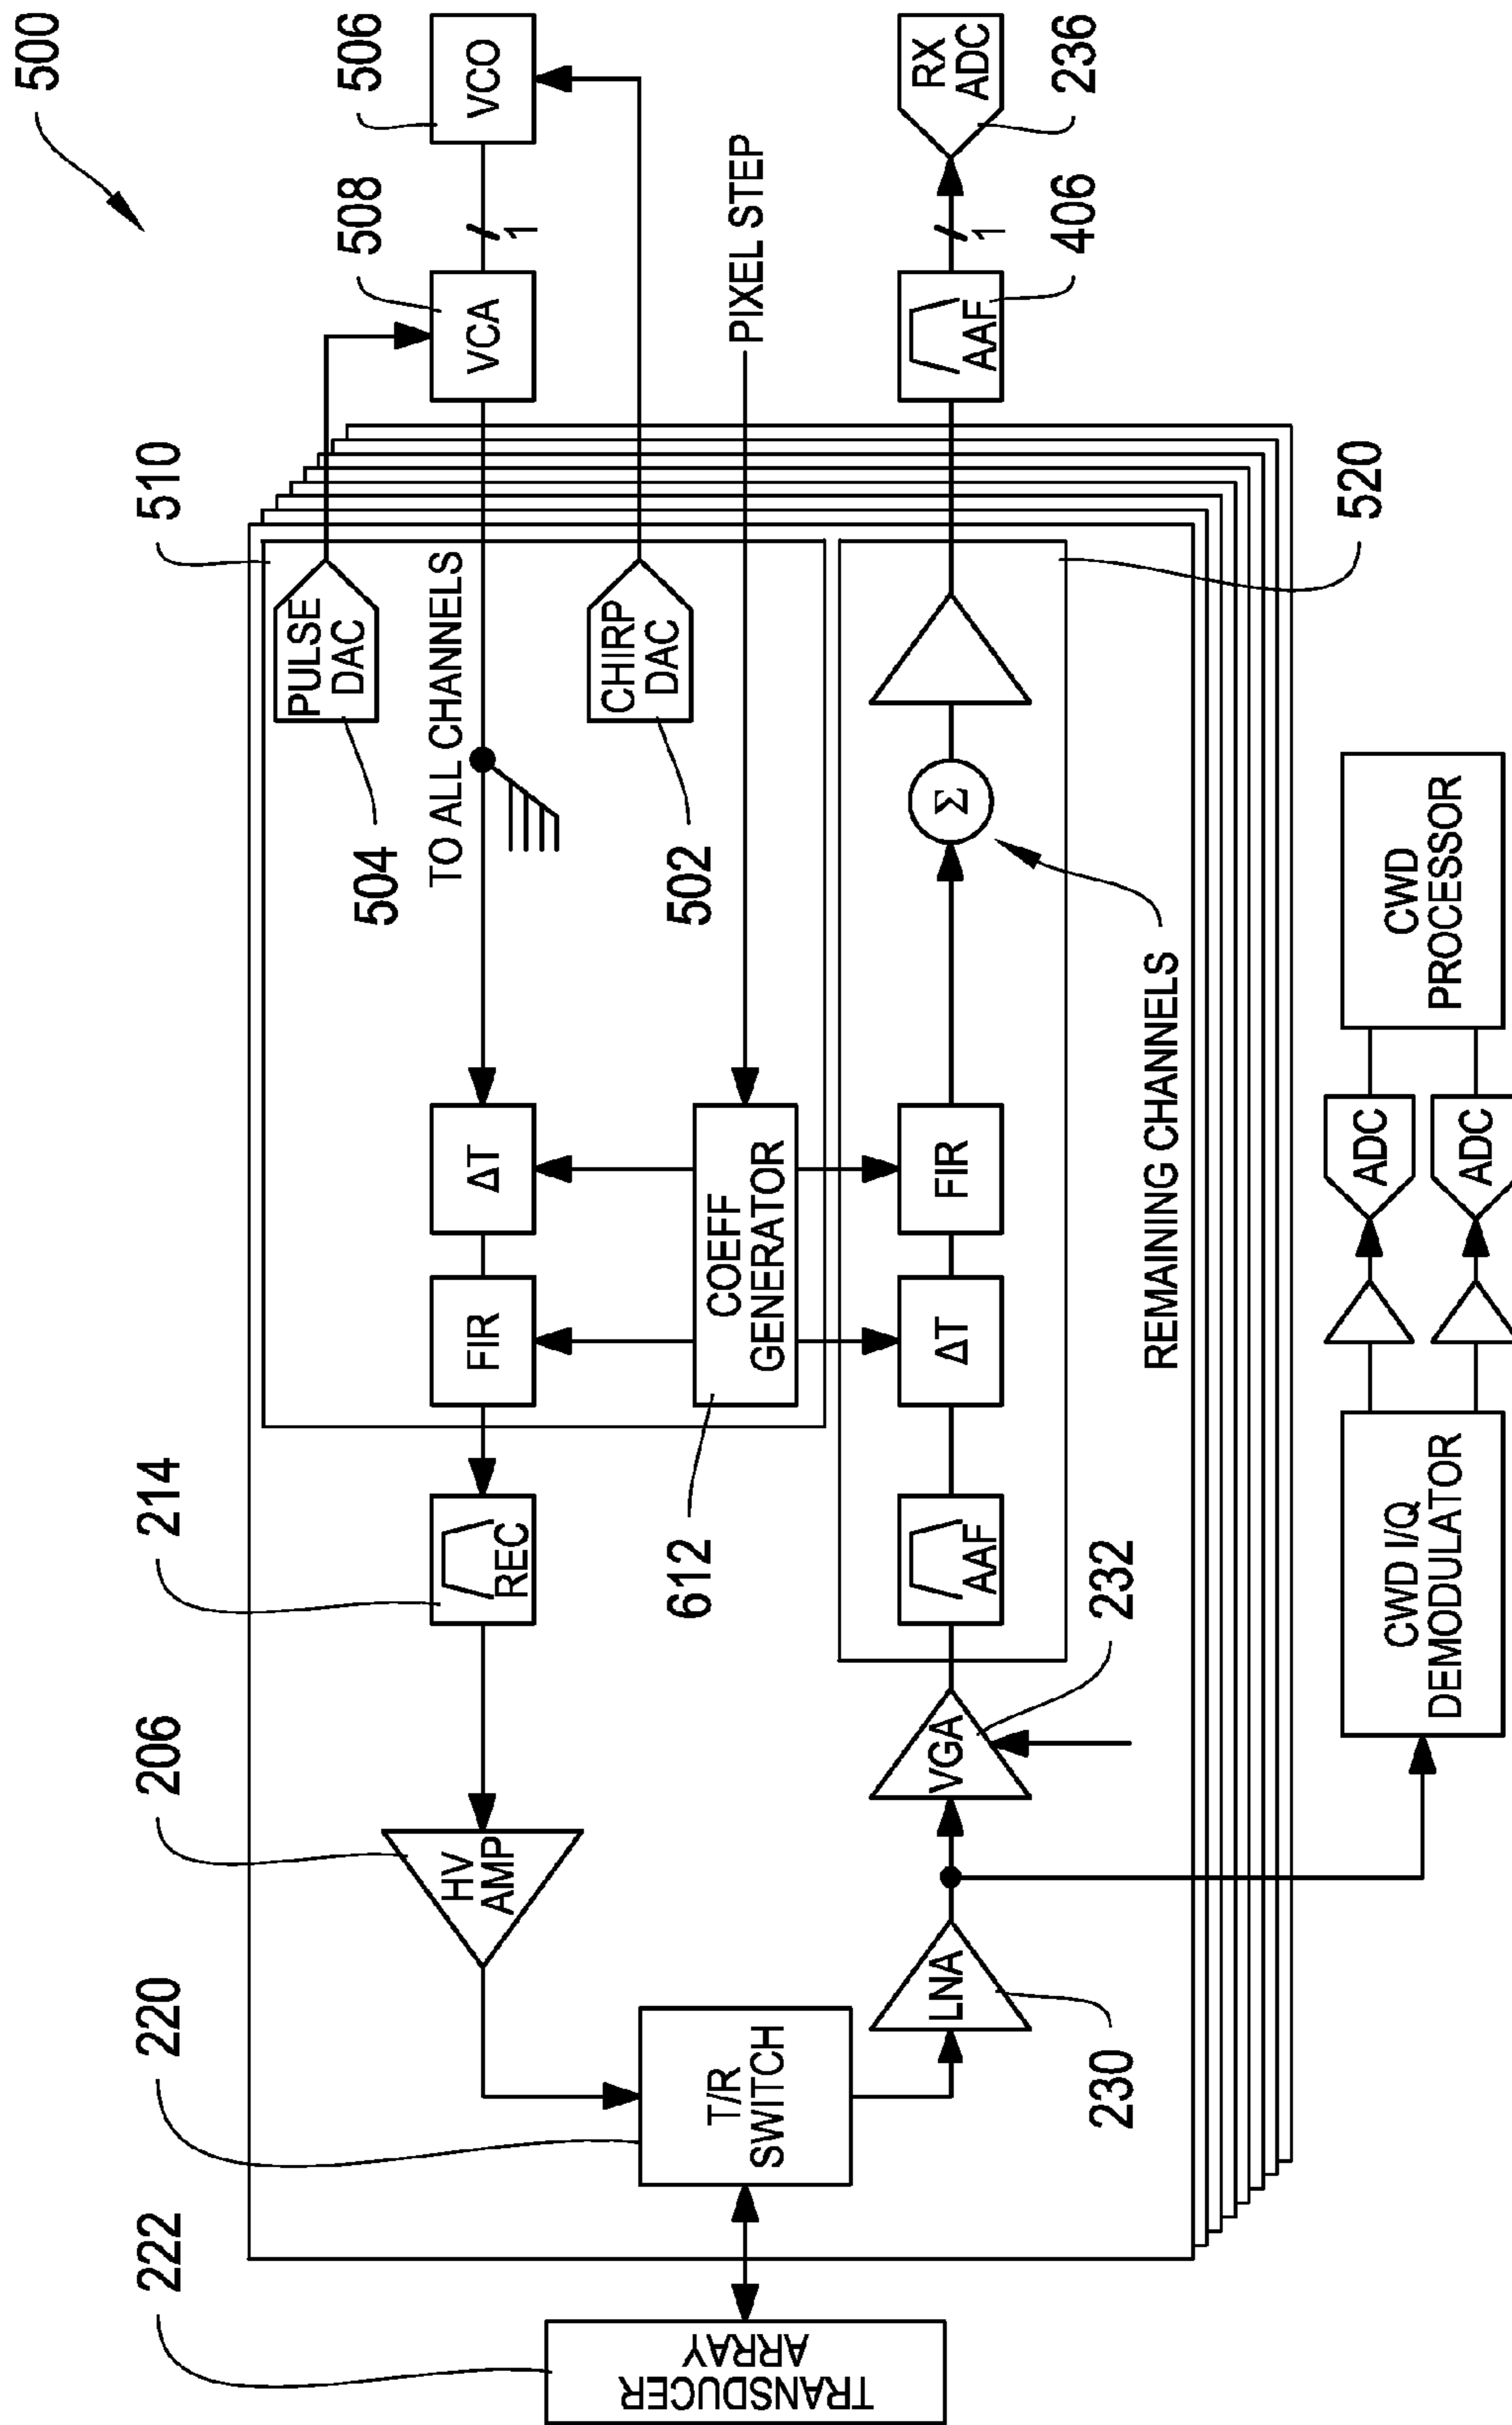 500
222
220
206
214
510
508
506
TRANSDUCER
ARRAY
T/R
SWITCH
HV
AMP
REC
FIR
ΔT
TO ALL CHANNELS
PULSE
DAC
504
VCA
1
VCO
CHIRP
DAC
502
612
COEFF
GENERATOR
PIXEL STEP
LNA
230
VGA
232
AAF
ΔT
FIR
Σ
REMAINING CHANNELS
520
AAF
406
1
RX
ADC
236
CWD I/Q
DEMODULATOR
ADC
ADC
CWD
PROCESSOR